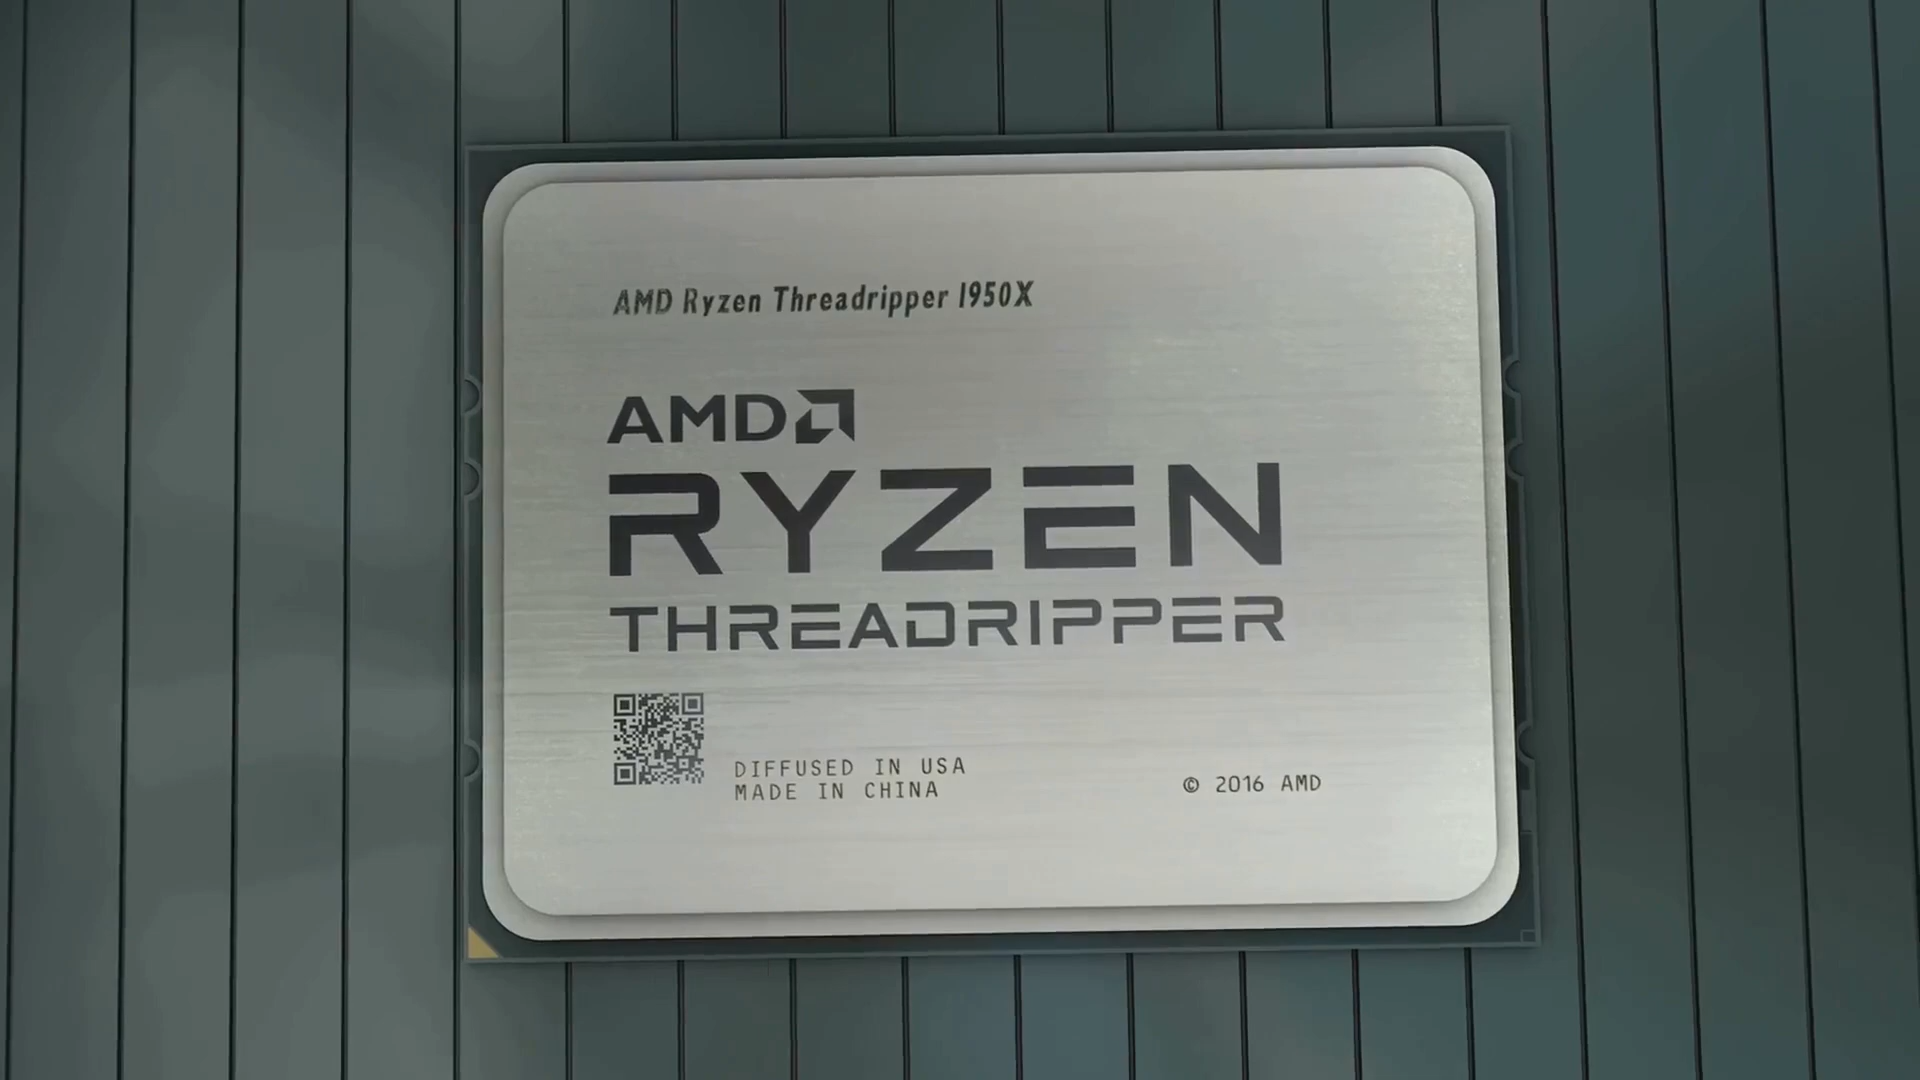 AMD Ryzen Threadripper 1950X
AMD
RYZEN
THREADRIPPER
DIFFUSED IN USA
MADE IN CHINA
© 2016 AMD